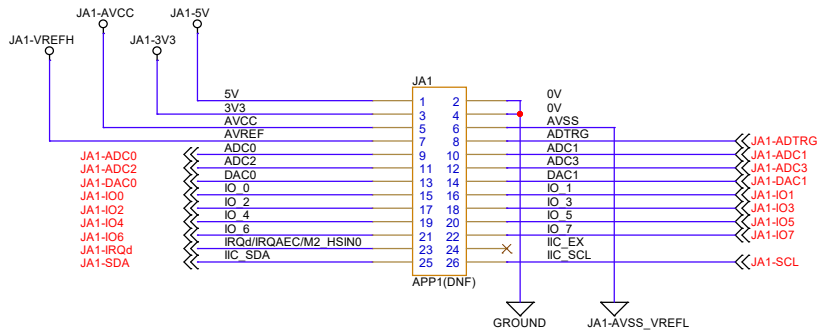 JA1-AVCC
JA1-5V
JA1-VREFH
JA1-3V3
JA1
5V 1 2 0V
3V3 3 4 0V
AVCC 5 6 AVSS
AVREF 7 8 ADTRG JA1-ADTRG
JA1-ADC0 ADC0 9 10 ADC1 JA1-ADC1
JA1-ADC2 ADC2 11 12 ADC3 JA1-ADC3
JA1-DAC0 DAC0 13 14 DAC1 JA1-DAC1
JA1-IO0 IO_0 15 16 IO_1 JA1-IO1
JA1-IO2 IO_2 17 18 IO_3 JA1-IO3
JA1-IO4 IO_4 19 20 IO_5 JA1-IO5
JA1-IO6 IO_6 21 22 IO_7 JA1-IO7
JA1-IRQd IRQd/IRQAEC/M2_HSIN0 23 24 IIC_EX
JA1-SDA IIC_SDA 25 26 IIC_SCL JA1-SCL
APP1(DNF)
GROUND
JA1-AVSS_VREFL